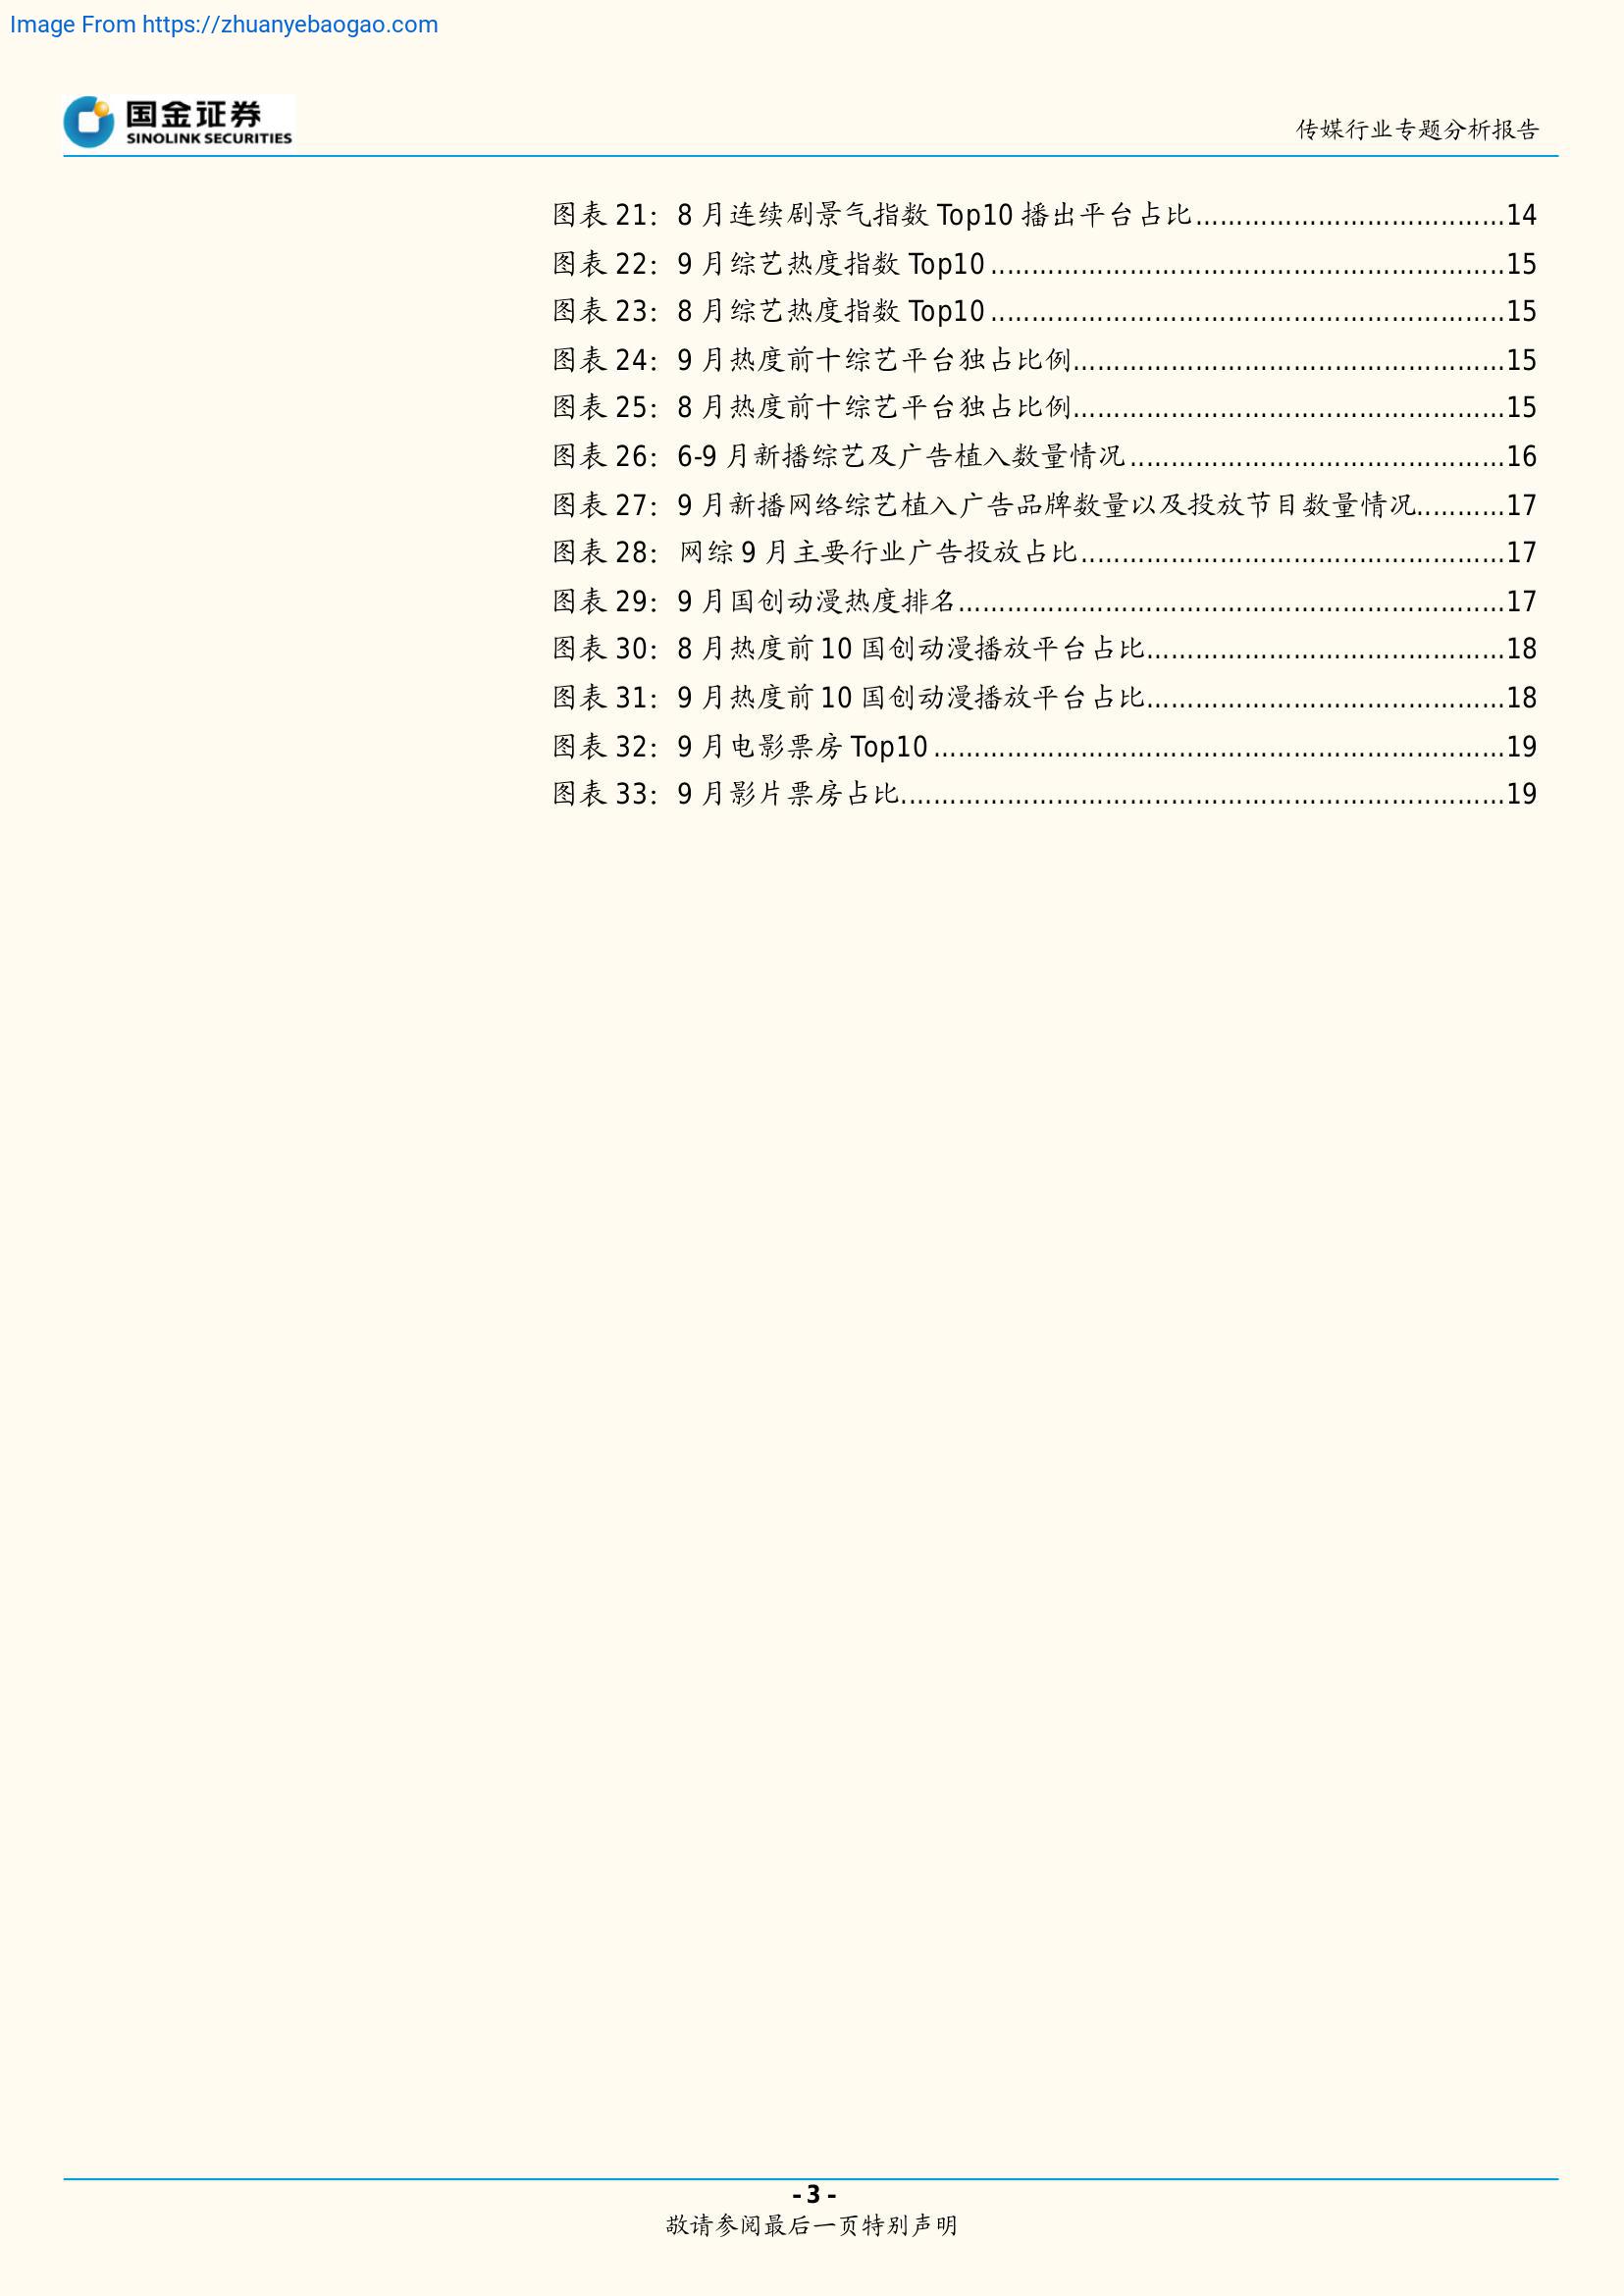 Image From https://zhuanyebaogao.com
国金证券
SINOLINK SECURITIES
传媒行业专题分析报告
图表 21：8 月连续剧景气指数 Top10 播出平台占比......................................14
图表 22：9 月综艺热度指数 Top10...............................................................15
图表 23：8 月综艺热度指数 Top10...............................................................15
图表 24：9 月热度前十综艺平台独占比例.....................................................15
图表 25：8 月热度前十综艺平台独占比例.....................................................15
图表 26：6-9 月新播综艺及广告植入数量情况..............................................16
图表 27：9 月新播网络综艺植入广告品牌数量以及投放节目数量情况...........17
图表 28：网综 9 月主要行业广告投放占比....................................................17
图表 29：9 月国创动漫热度排名...................................................................17
图表 30：8 月热度前 10 国创动漫播放平台占比............................................18
图表 31：9 月热度前 10 国创动漫播放平台占比............................................18
图表 32：9 月电影票房 Top10......................................................................19
图表 33：9 月影片票房占比..........................................................................19
- 3 -
敬请参阅最后一页特别声明